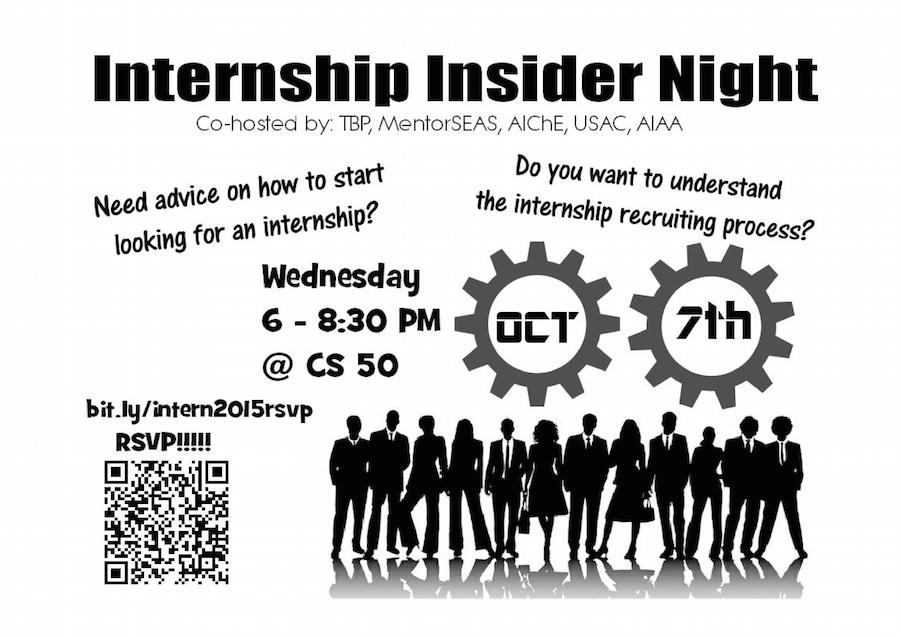 Internship Insider Night
Co-hosted by: TBP, MentorSEAS, AIChE, USAC, AIAA
Need advice on how to start
looking for an internship?
Do you want to understand
the internship recruiting process?
Wednesday
6 - 8:30 PM
@ CS 50
OCT
7th
bit.ly/intern2015rsvp
RSVP!!!!!